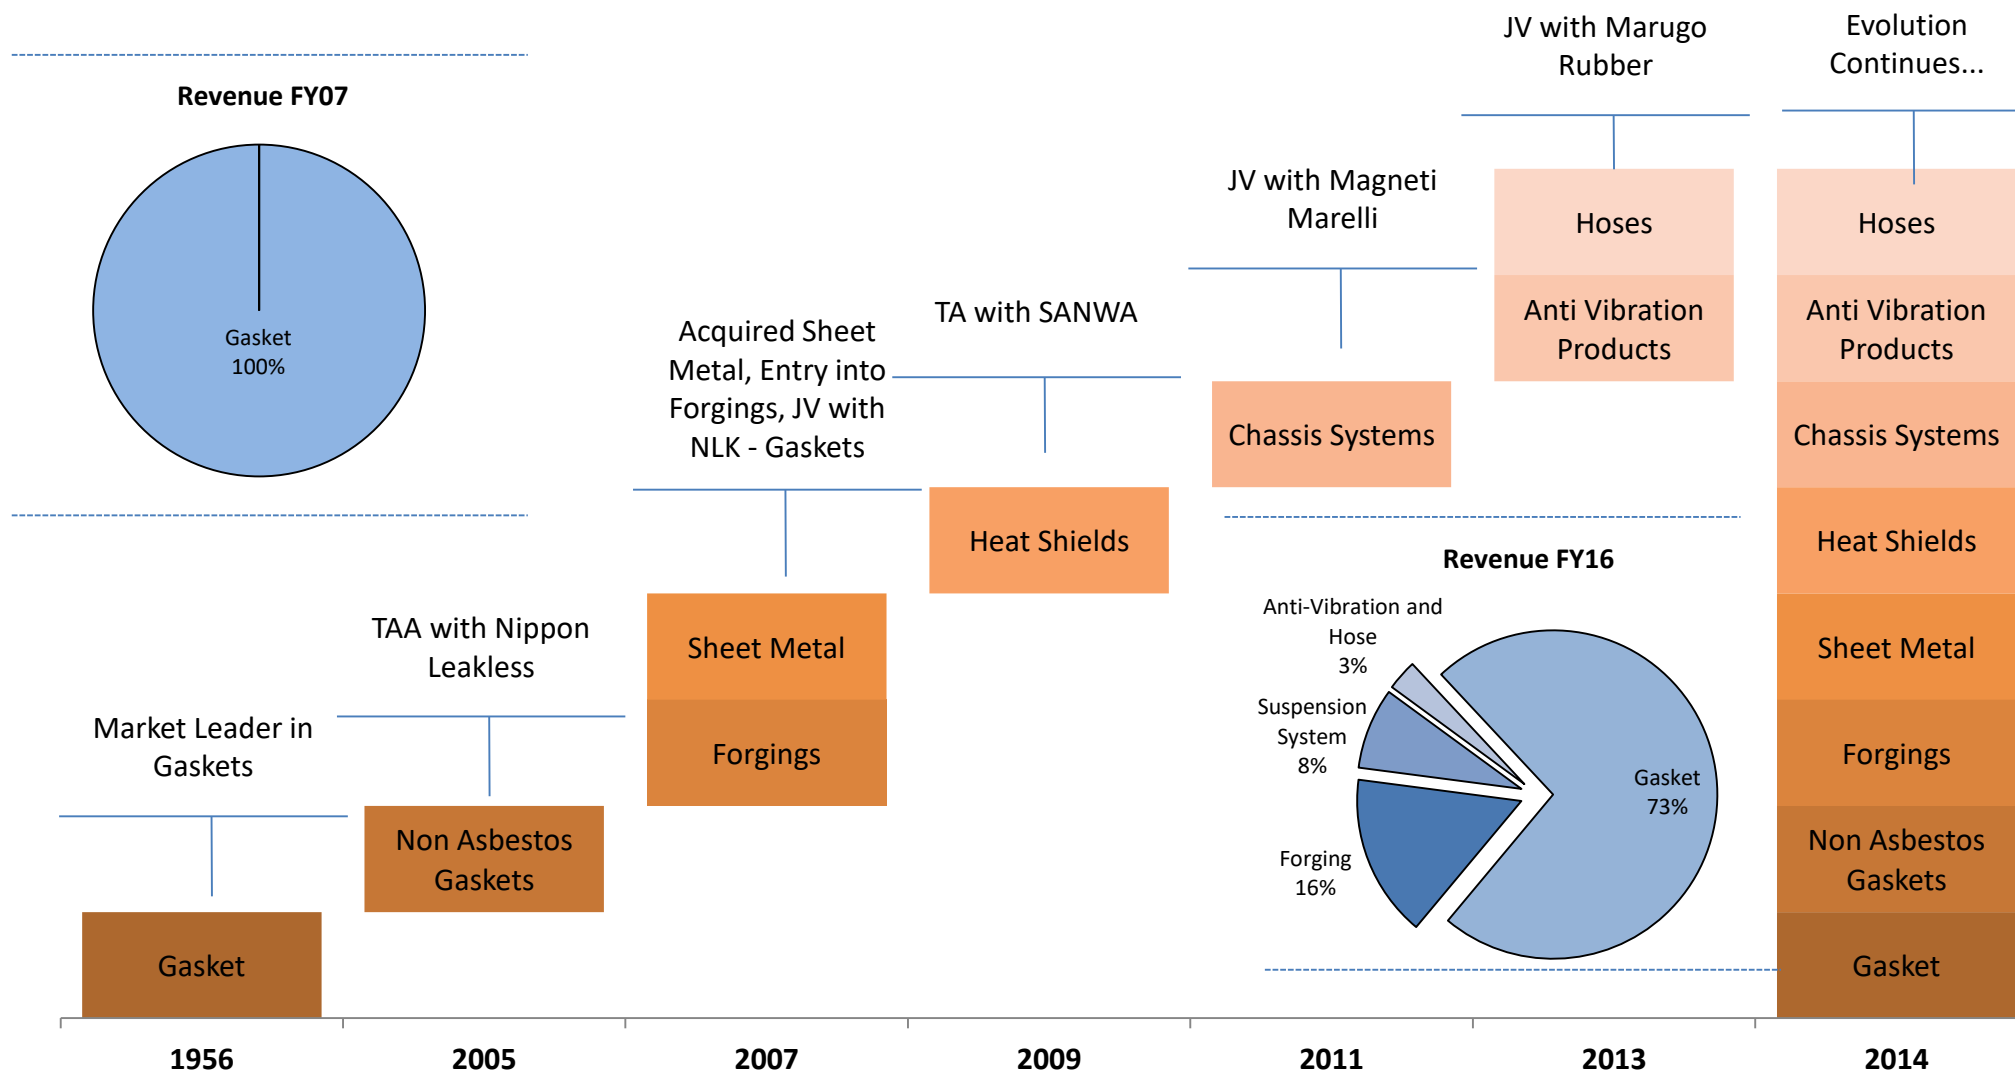 Revenue FY07
Gasket
100%
Market Leader in
Gaskets
Gasket
TAA with Nippon
Leakless
Non Asbestos
Gaskets
Acquired Sheet
Metal, Entry into
Forgings, JV with
NLK - Gaskets
Sheet Metal
Forgings
TA with SANWA
Heat Shields
JV with Magneti
Marelli
Chassis Systems
JV with Marugo
Rubber
Hoses
Anti Vibration
Products
Evolution
Continues...
Hoses
Anti Vibration
Products
Chassis Systems
Heat Shields
Sheet Metal
Forgings
Non Asbestos
Gaskets
Gasket
Revenue FY16
Anti-Vibration and
Hose
3%
Suspension
System
8%
Forging
16%
Gasket
73%
1956
2005
2007
2009
2011
2013
2014